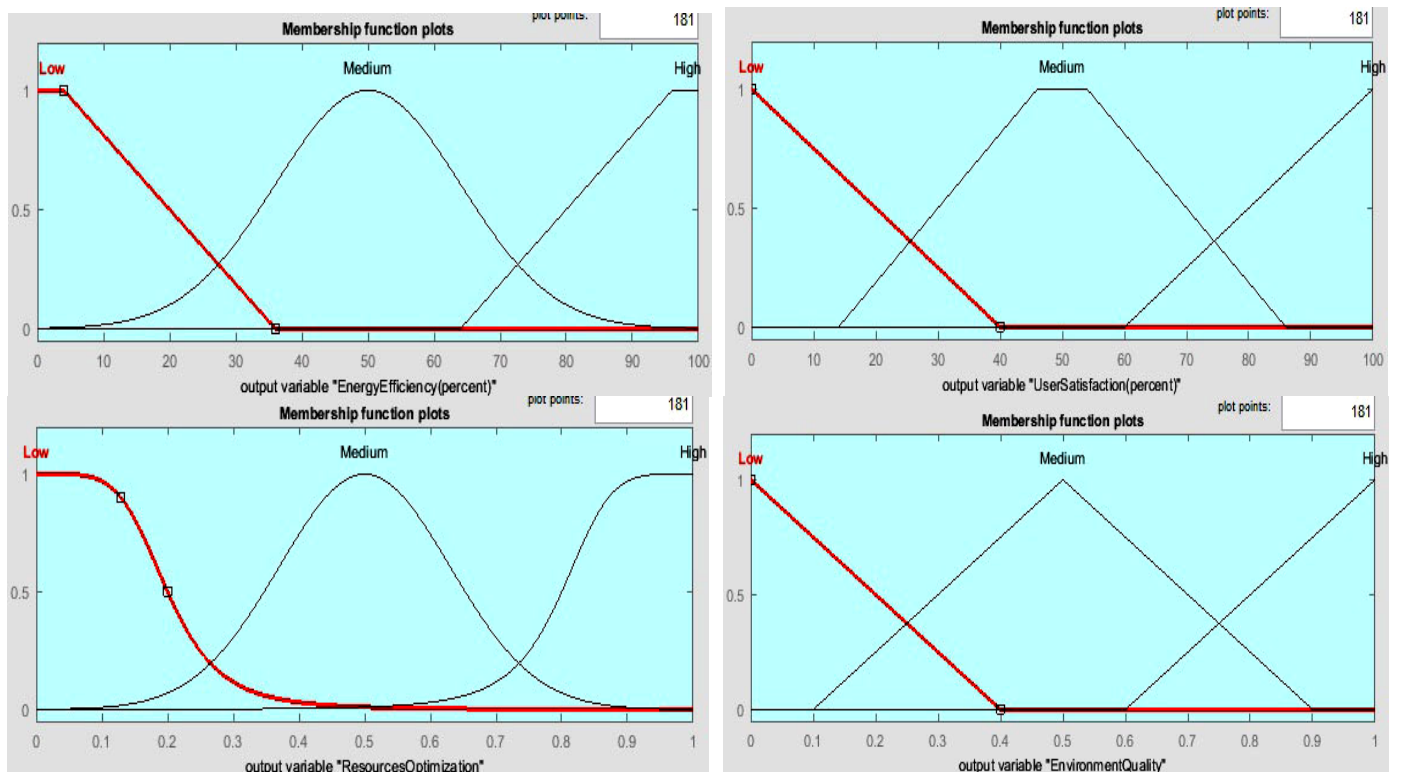 plot points: 181
Membership function plots
Low Medium High
1
0.5
0
0 10 20 30 40 50 60 70 80 90 100
output variable "EnergyEfficiency(percent)"
plot points: 181
Membership function plots
Low Medium High
1
0.5
0
0 10 20 30 40 50 60 70 80 90 100
output variable "UserSatisfaction(percent)"
plot points: 181
Membership function plots
Low Medium High
1
0.5
0
0 0.1 0.2 0.3 0.4 0.5 0.6 0.7 0.8 0.9 1
output variable "ResourcesOptimization"
plot points: 181
Membership function plots
Low Medium High
1
0.5
0
0 0.1 0.2 0.3 0.4 0.5 0.6 0.7 0.8 0.9 1
output variable "EnvironmentQuality"